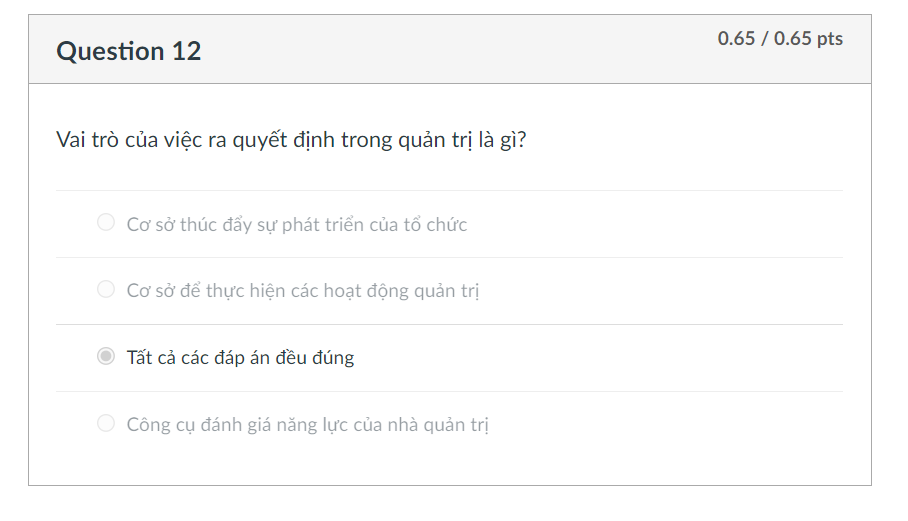 Question 12
0.65 / 0.65 pts
Vai trò của việc ra quyết định trong quản trị là gì?
Cơ sở thúc đẩy sự phát triển của tổ chức
Cơ sở để thực hiện các hoạt động quản trị
Tất cả các đáp án đều đúng
Công cụ đánh giá năng lực của nhà quản trị